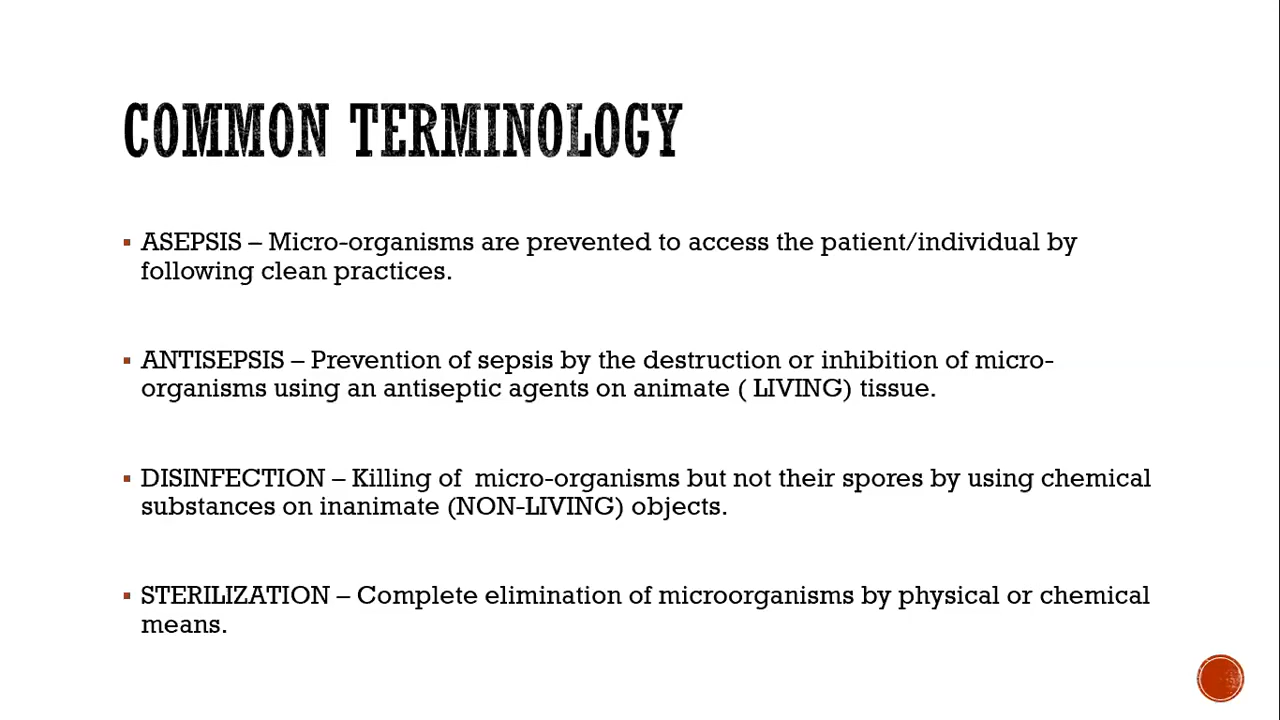 COMMON TERMINOLOGY
▪ ASEPSIS – Micro-organisms are prevented to access the patient/individual by
following clean practices.
▪ ANTISEPSIS – Prevention of sepsis by the destruction or inhibition of micro-
organisms using an antiseptic agents on animate ( LIVING) tissue.
▪ DISINFECTION – Killing of  micro-organisms but not their spores by using chemical
substances on inanimate (NON-LIVING) objects.
▪ STERILIZATION – Complete elimination of microorganisms by physical or chemical
means.